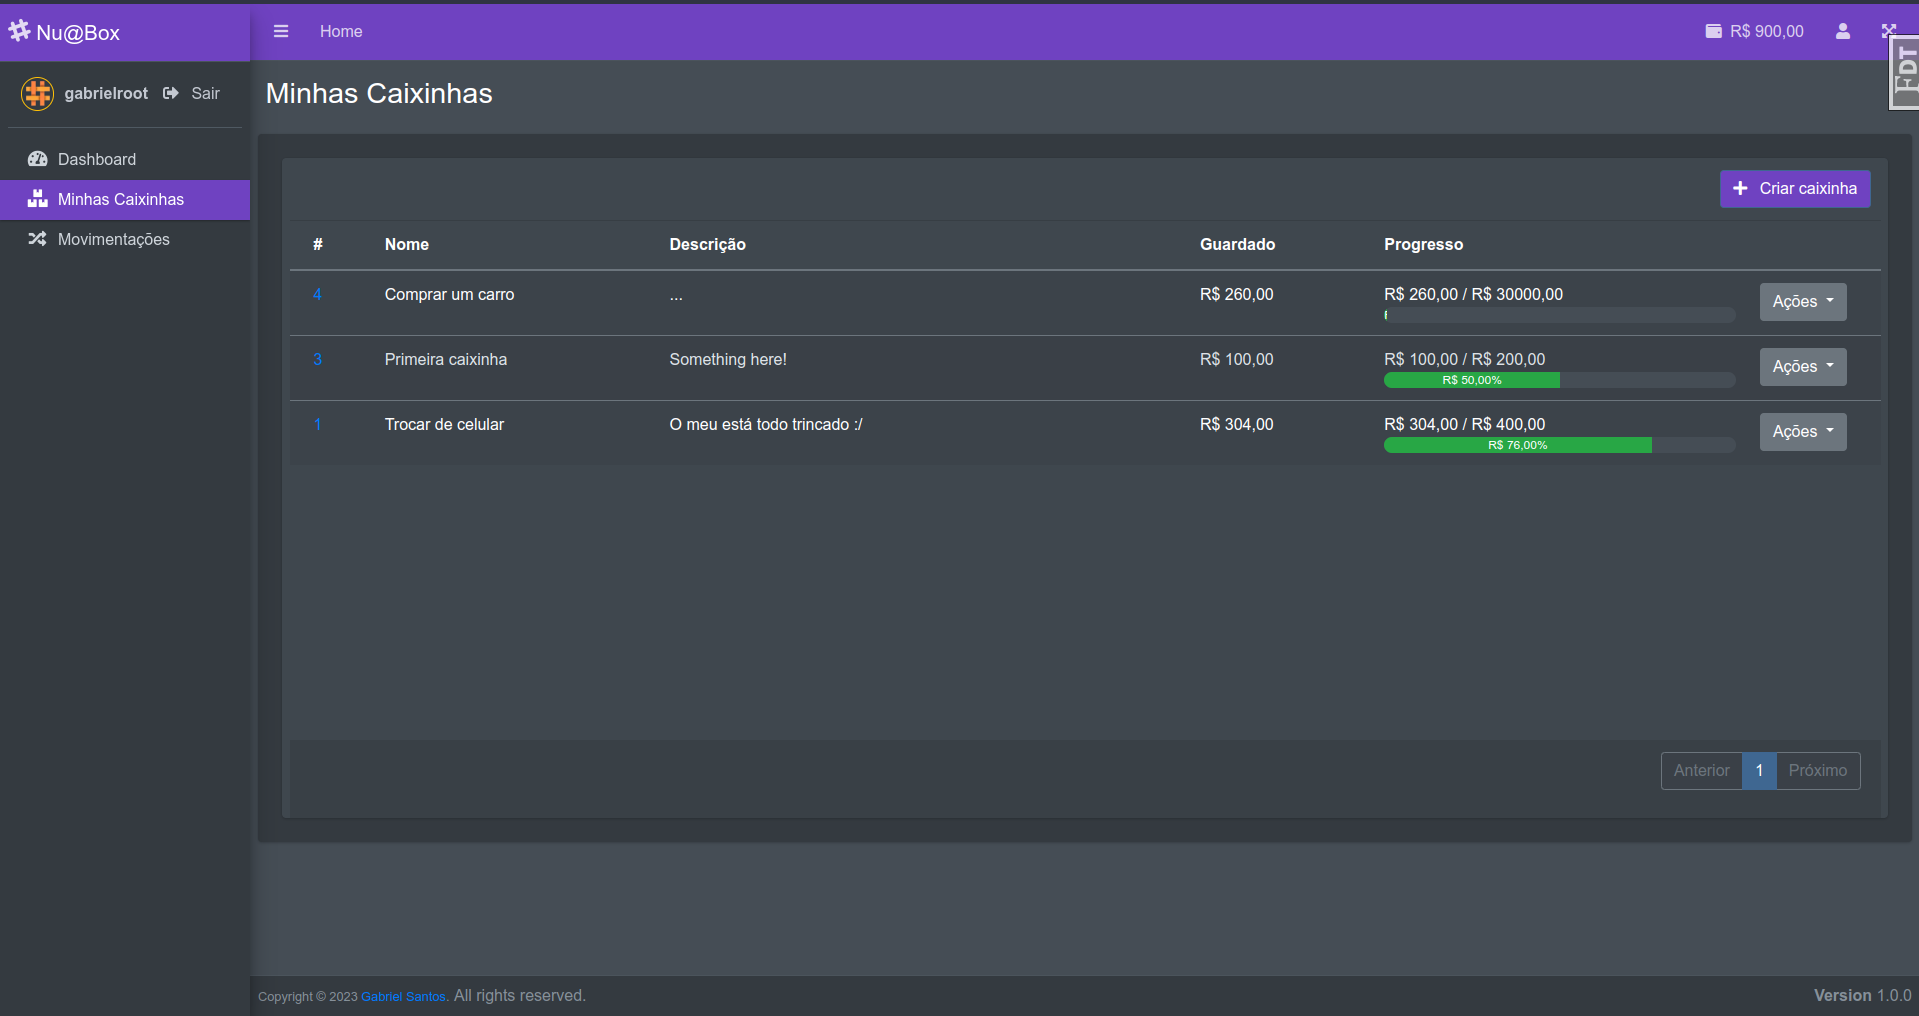 Nu@Box
Home
R$ 900,00
FDT
gabrielroot Sair
Minhas Caixinhas
Dashboard
Minhas Caixinhas
Movimentações
Criar caixinha
# Nome Descrição Guardado Progresso
4 Comprar um carro ... R$ 260,00 R$ 260,00 / R$ 30000,00 Ações
3 Primeira caixinha Something here! R$ 100,00 R$ 100,00 / R$ 200,00 Ações
R$ 50,00%
1 Trocar de celular O meu está todo trincado :/ R$ 304,00 R$ 304,00 / R$ 400,00 Ações
R$ 76,00%
Anterior 1 Próximo
Copyright © 2023 Gabriel Santos. All rights reserved.
Version 1.0.0